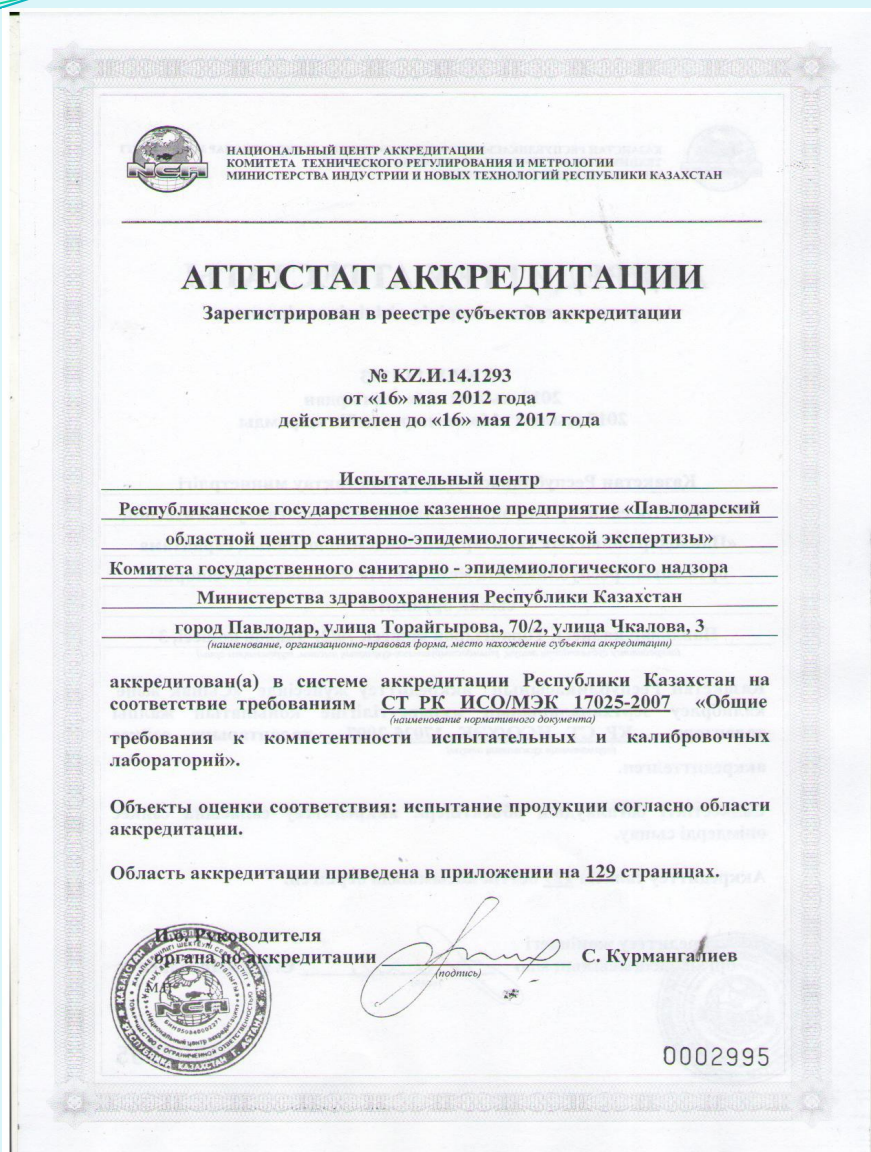 НАЦИОНАЛЬНЫЙ ЦЕНТР АККРЕДИТАЦИИ
КОМИТЕТА ТЕХНИЧЕСКОГО РЕГУЛИРОВАНИЯ И МЕТРОЛОГИИ
МИНИСТЕРСТВА ИНДУСТРИИ И НОВЫХ ТЕХНОЛОГИЙ РЕСПУБЛИКИ КАЗАХСТАН
NCA
АТТЕСТАТ АККРЕДИТАЦИИ
Зарегистрирован в реестре субъектов аккредитации
№ KZ.И.14.1293
от «16» мая 2012 года
действителен до «16» мая 2017 года
Испытательный центр
Республиканское государственное казенное предприятие «Павлодарский
областной центр санитарно-эпидемиологической экспертизы»
Комитета государственного санитарно - эпидемиологического надзора
Министерства здравоохранения Республики Казахстан
город Павлодар, улица Торайгырова, 70/2, улица Чкалова, 3
(наименование, организационно-правовая форма, место нахождение субъекта аккредитации)
аккредитован(а) в системе аккредитации Республики Казахстан на
соответствие требованиям СТ РК ИСО/МЭК 17025-2007 «Общие
(наименование нормативного документа)
требования к компетентности испытательных и калибровочных
лабораторий».
Объекты оценки соответствия: испытание продукции согласно области
аккредитации.
Область аккредитации приведена в приложении на 129 страницах.
И.о. Руководителя
органа по аккредитации С. Курмангалиев
(подпись)
М.П.
NCA
0002995